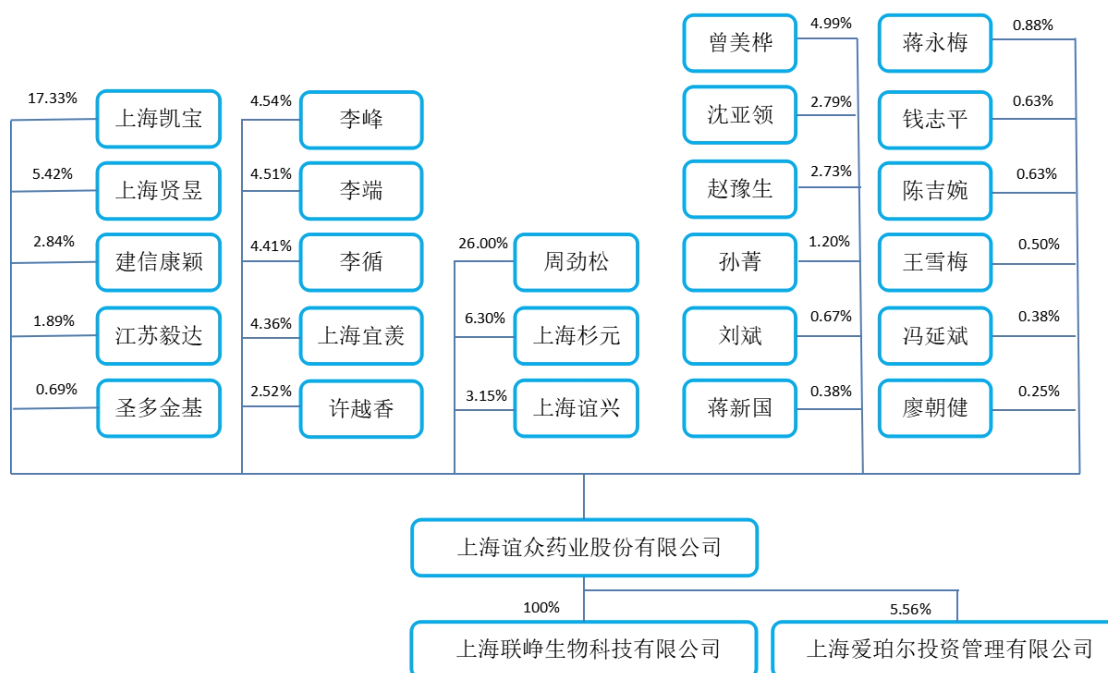 17.33%
上海凯宝
5.42%
上海贤昱
2.84%
建信康颖
1.89%
江苏毅达
0.69%
圣多金基
4.54%
李峰
4.51%
李端
4.41%
李循
4.36%
上海宜羡
2.52%
许越香
26.00%
周劲松
6.30%
上海杉元
3.15%
上海谊兴
曾美桦
4.99%
沈亚领
2.79%
赵豫生
2.73%
孙菁
1.20%
刘斌
0.67%
蒋新国
0.38%
蒋永梅
0.88%
钱志平
0.63%
陈吉婉
0.63%
王雪梅
0.50%
冯延斌
0.38%
廖朝健
0.25%
上海谊众药业股份有限公司
100%
5.56%
上海联峥生物科技有限公司
上海爱珀尔投资管理有限公司